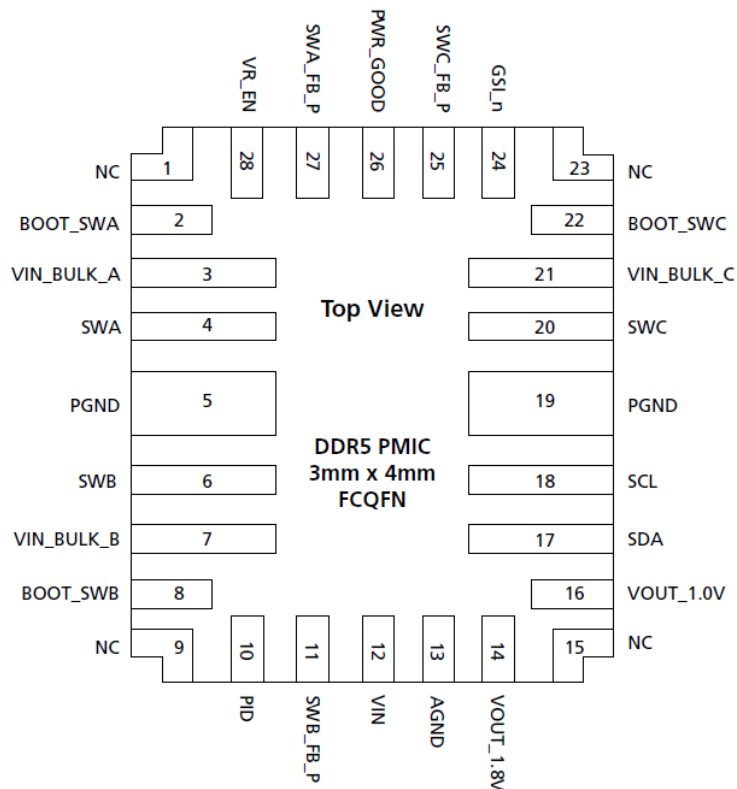 VR_EN
SWA_FB_P
PWR_GOOD
SWC_FB_P
GSI_n
28
27
26
25
24
NC 1
23 NC
BOOT_SWA 2
22 BOOT_SWC
VIN_BULK_A 3
21 VIN_BULK_C
Top View
SWA 4
20 SWC
PGND 5
19 PGND
DDR5 PMIC
3mm x 4mm
FCQFN
SWB 6
18 SCL
VIN_BULK_B 7
17 SDA
BOOT_SWB 8
16 VOUT_1.0V
NC 9
15 NC
10
11
12
13
14
PID
SWB_FB_P
VIN
AGND
VOUT_1.8V